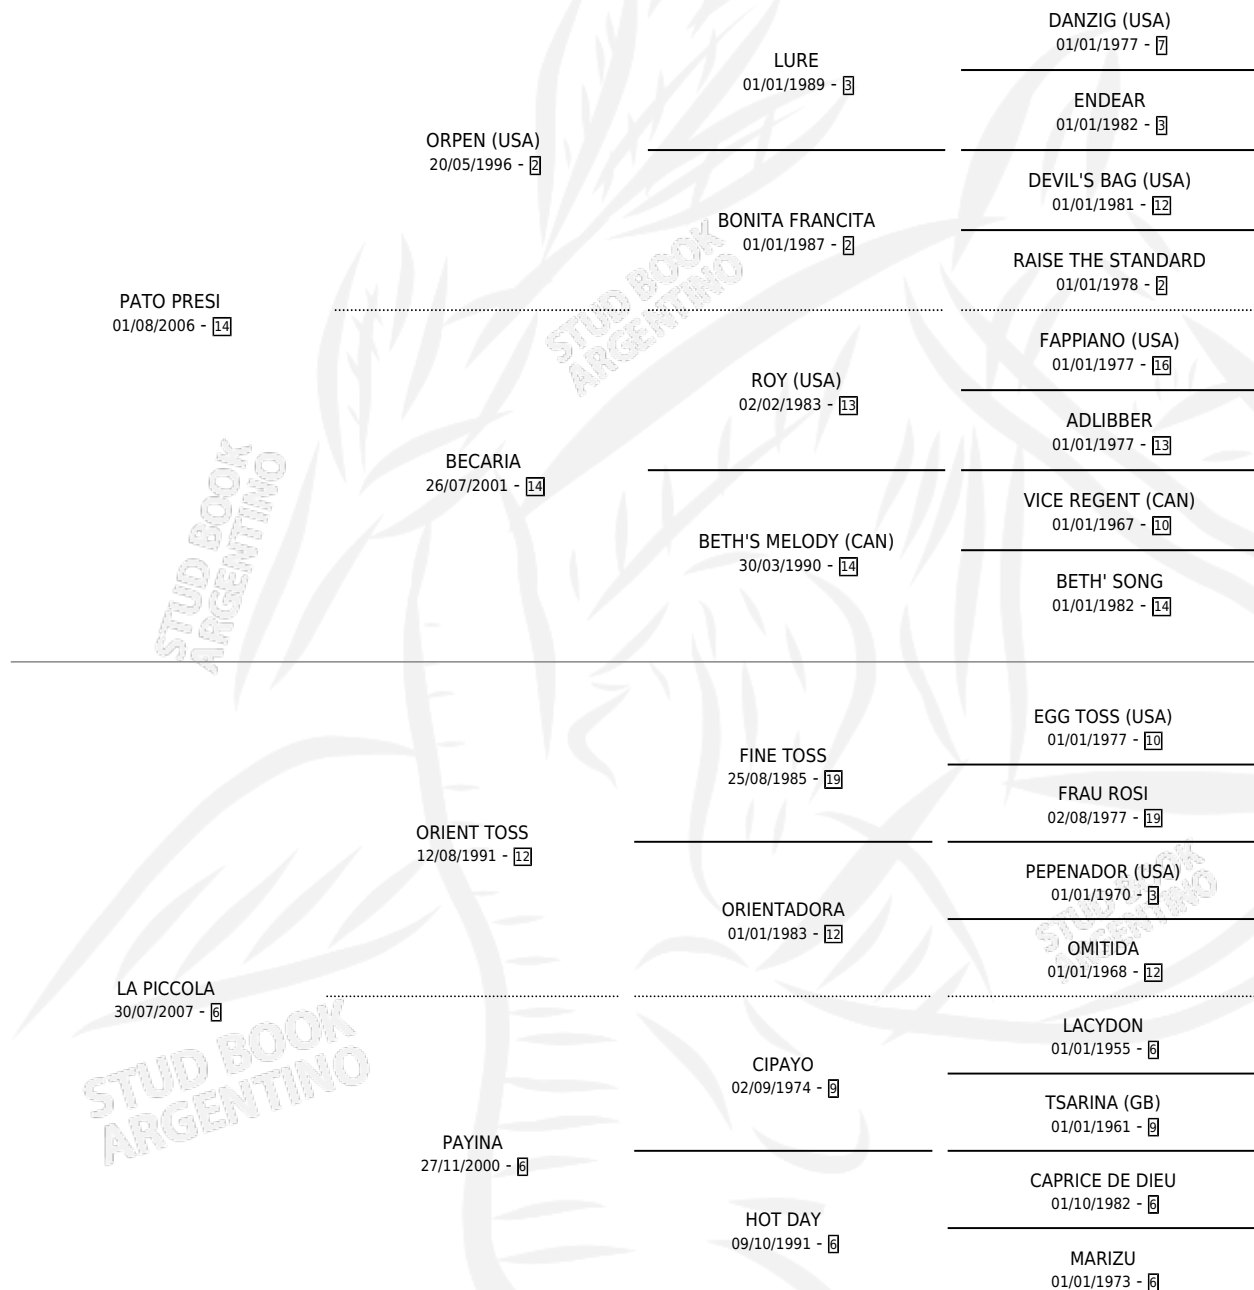 DANZIG (USA)
01/01/1977 - 7
LURE
01/01/1989 - 3
ENDEAR
01/01/1982 - 3
ORPEN (USA)
20/05/1996 - 2
DEVIL'S BAG (USA)
01/01/1981 - 12
BONITA FRANCITA
01/01/1987 - 2
RAISE THE STANDARD
01/01/1978 - 2
PATO PRESI
01/08/2006 - 14
FAPPIANO (USA)
01/01/1977 - 16
ROY (USA)
02/02/1983 - 13
ADLIBBER
01/01/1977 - 13
BECARIA
26/07/2001 - 14
VICE REGENT (CAN)
01/01/1967 - 10
BETH'S MELODY (CAN)
30/03/1990 - 14
BETH' SONG
01/01/1982 - 14
EGG TOSS (USA)
01/01/1977 - 10
FINE TOSS
25/08/1985 - 19
FRAU ROSI
02/08/1977 - 19
ORIENT TOSS
12/08/1991 - 12
PEPENADOR (USA)
01/01/1970 - 3
ORIENTADORA
01/01/1983 - 12
OMITIDA
01/01/1968 - 12
LA PICCOLA
30/07/2007 - 6
LACYDON
01/01/1955 - 6
CIPAYO
02/09/1974 - 9
TSARINA (GB)
01/01/1961 - 9
PAYINA
27/11/2000 - 6
CAPRICE DE DIEU
01/10/1982 - 6
HOT DAY
09/10/1991 - 6
MARIZU
01/01/1973 - 6
STUD BOOK
ARGENTINO
STUD BOOK
ARGENTINO
STUD BOOK
ARGENTINO
STUD BOOK
ARGENTINO